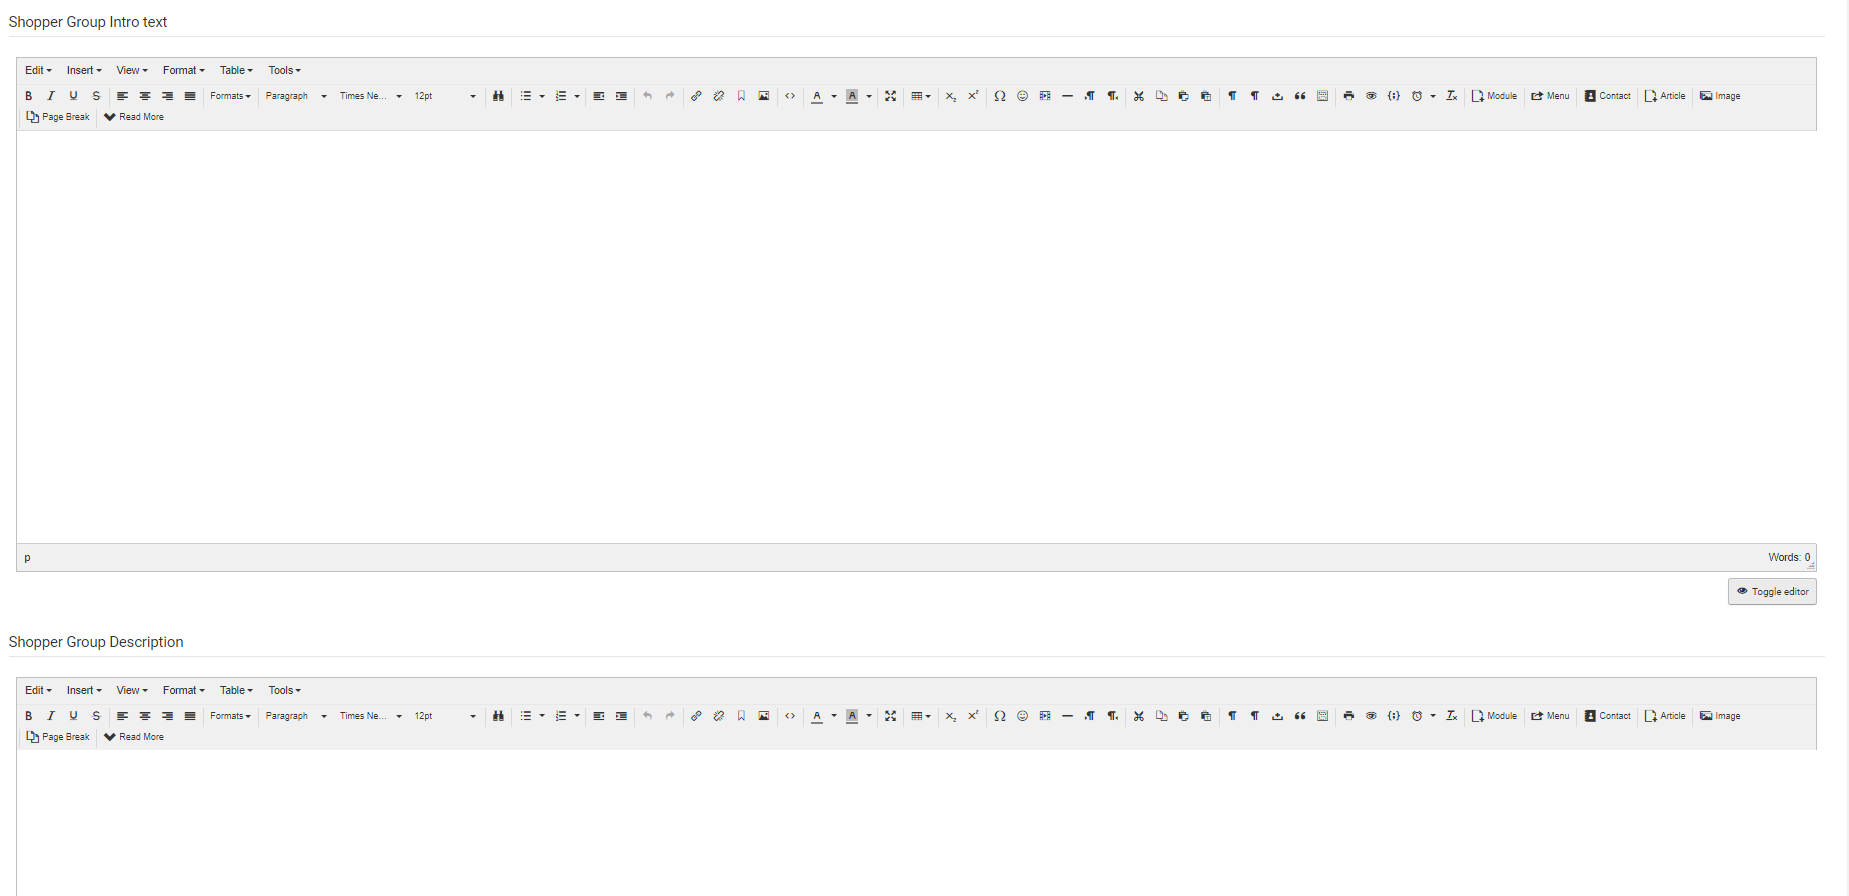 Shopper Group Intro text
Edit Insert View Format Table Tools
B I U S Formats Paragraph Times Ne... 12pt A A Module Menu Contact Article Image
Page Break Read More
p Words: 0
Toggle editor
Shopper Group Description
Edit Insert View Format Table Tools
B I U S Formats Paragraph Times Ne... 12pt A A Module Menu Contact Article Image
Page Break Read More